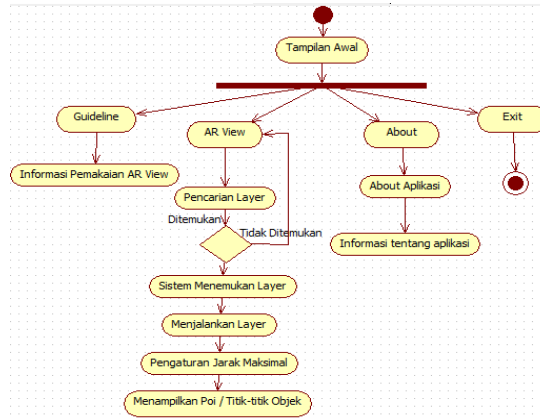 Tampilan Awal
Guideline
AR View
About
Exit
Informasi Pemakaian AR View
Pencarian Layer
About Aplikasi
Ditemukan
Tidak Ditemukan
Informasi tentang aplikasi
Sistem Menemukan Layer
Menjalankan Layer
Pengaturan Jarak Maksimal
Menampilkan Poi / Titik-titik Objek